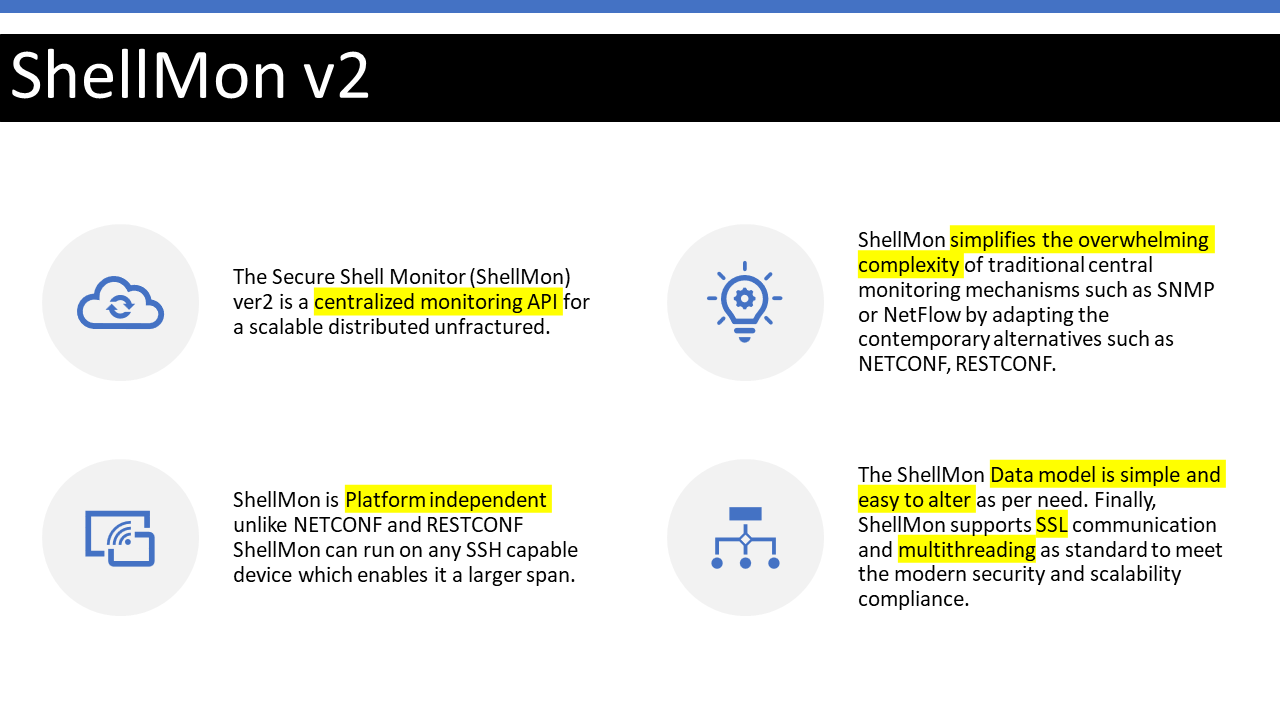 ShellMon v2
The Secure Shell Monitor (ShellMon)
ver2 is a centralized monitoring API for
a scalable distributed unfractured.
ShellMon simplifies the overwhelming
complexity of traditional central
monitoring mechanisms such as SNMP
or NetFlow by adapting the
contemporary alternatives such as
NETCONF, RESTCONF.
ShellMon is Platform independent
unlike NETCONF and RESTCONF
ShellMon can run on any SSH capable
device which enables it a larger span.
The ShellMon Data model is simple and
easy to alter as per need. Finally,
ShellMon supports SSL communication
and multithreading as standard to meet
the modern security and scalability
compliance.